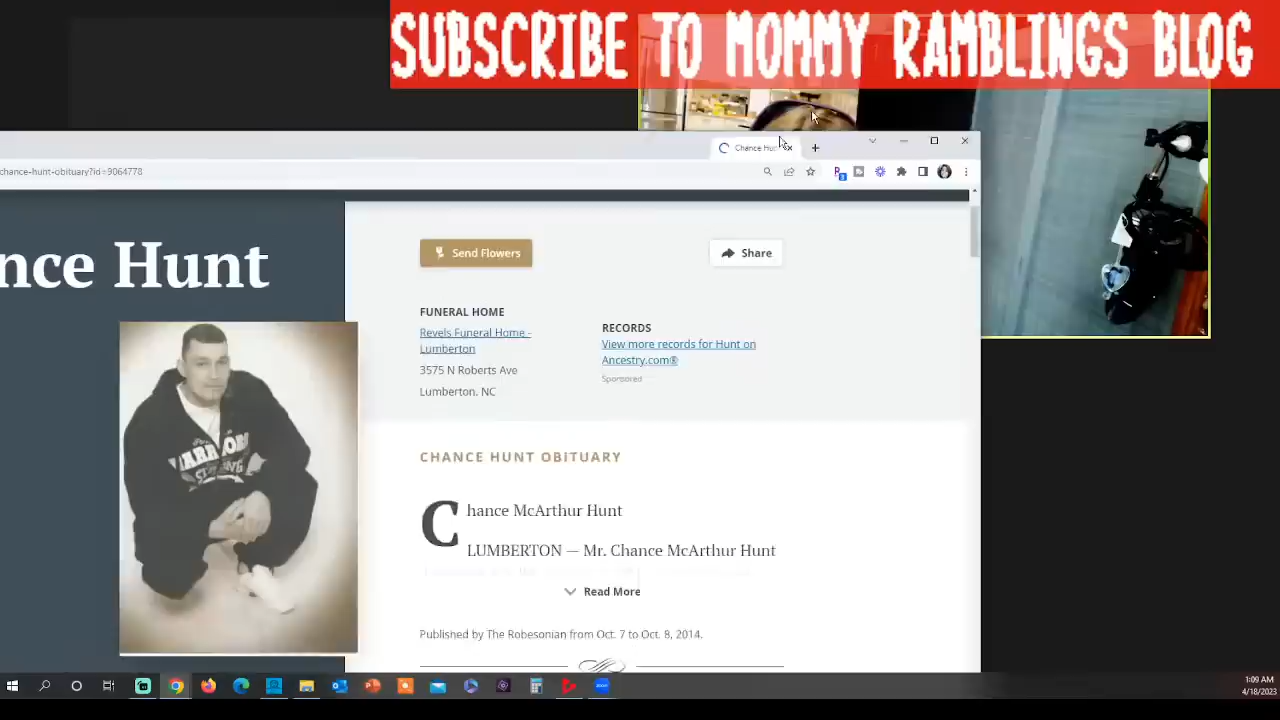 SUBSCRIBE TO MOMMY RAMBLINGS BLOG
Chance Hun
chance-hunt-obituary?id=9064778
nce Hunt
Send Flowers
Share
FUNERAL HOME
Revels Funeral Home -
Lumberton
3575 N Roberts Ave
Lumberton, NC
RECORDS
View more records for Hunt on
Ancestry.com®
Sponsored
WARRIORS
CHANCE HUNT OBITUARY
Chance McArthur Hunt
LUMBERTON — Mr. Chance McArthur Hunt
Read More
Published by The Robesonian from Oct. 7 to Oct. 8, 2014.
1:09 AM
4/18/2023